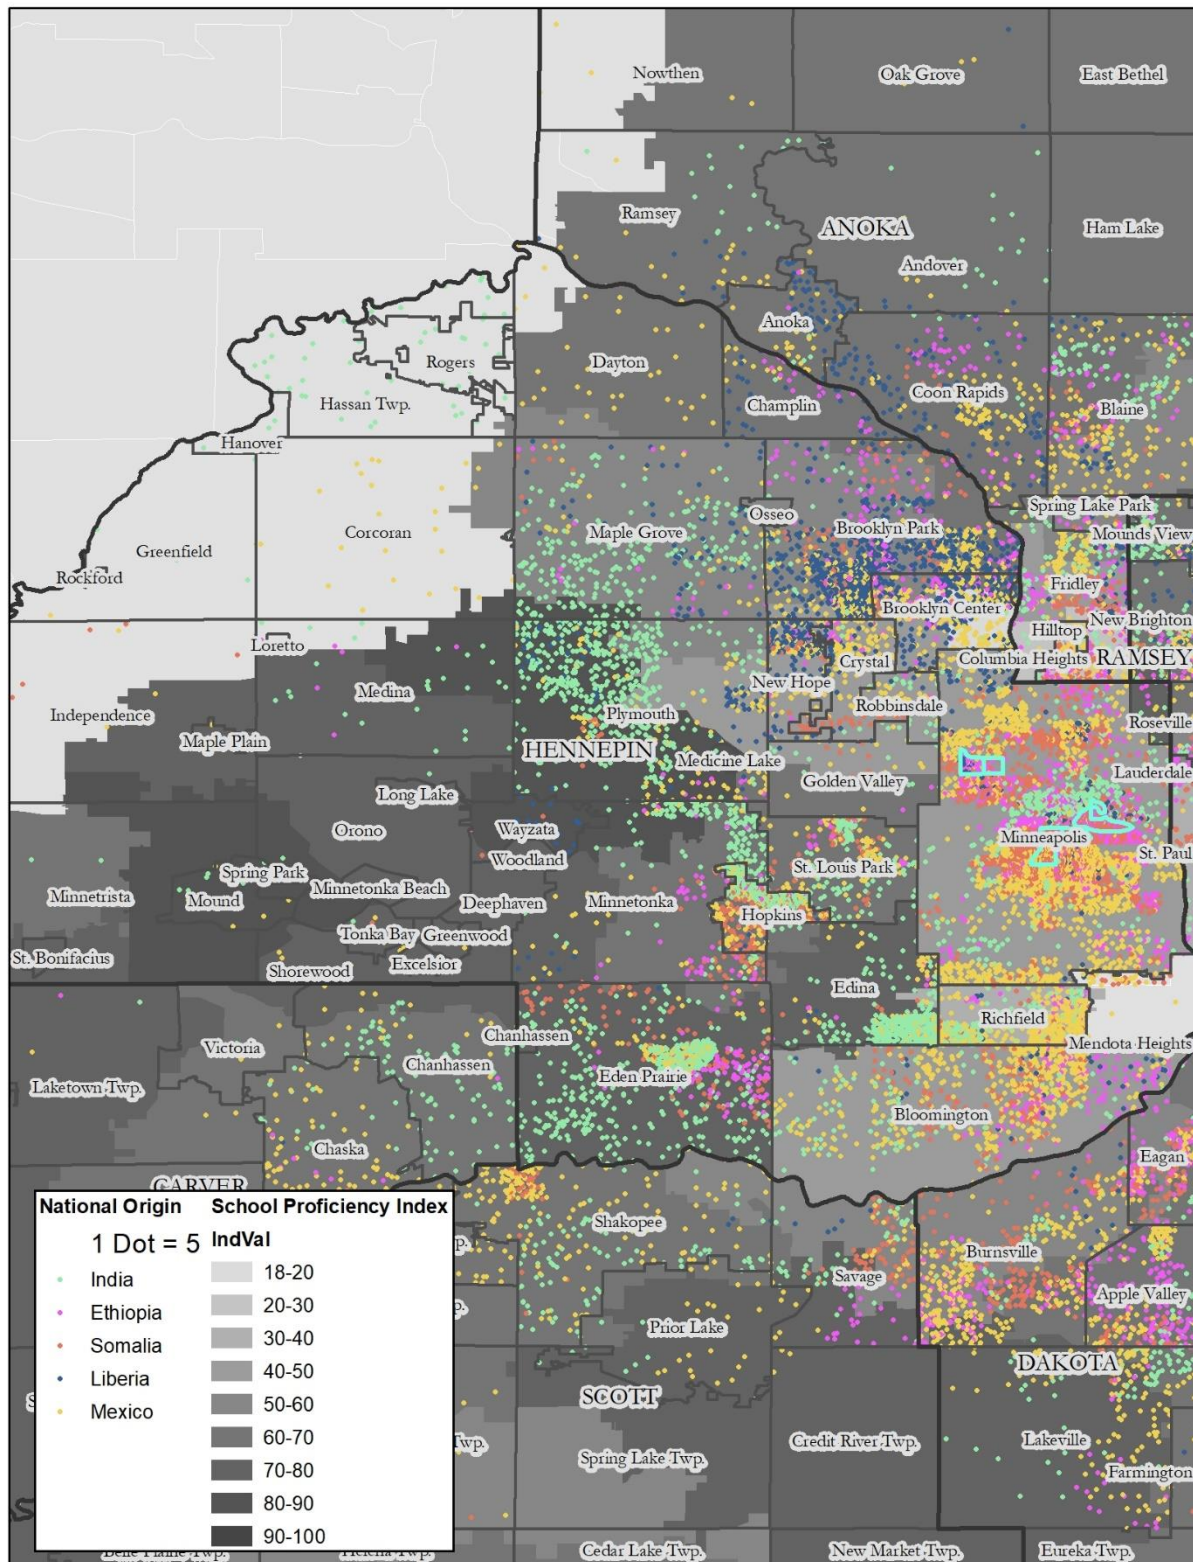 Nowthen
Oak Grove
East Bethel
Ramsey
ANOKA
Ham Lake
Andover
Anoka
Rogers
Dayton
Hassan Twp.
Champlin
Coon Rapids
Blaine
Hanover
Osseo
Spring Lake Park
Corcoran
Maple Grove
Brooklyn Park
Mounds View
Greenfield
Rockford
Fridley
Brooklyn Center
New Brighton
Hilltop
Loretto
Crystal
Columbia Heights
RAMSEY
Medina
New Hope
Robbinsdale
Independence
Plymouth
Roseville
Maple Plain
HENNEPIN
Medicine Lake
Golden Valley
Lauderdale
Long Lake
Orono
Wayzata
Minneapolis
St. Paul
Woodland
St. Louis Park
Spring Park
Minnetrista
Mound
Minnetonka Beach
Deephaven
Minnetonka
Hopkins
Tonka Bay
Greenwood
St. Bonifacius
Shorewood
Excelsior
Edina
Richfield
Victoria
Chanhassen
Chanhassen
Mendota Heights
Laketown Twp.
Eden Prairie
Bloomington
Chaska
Eagan
CARVER
Shakopee
Burnsville
Savage
Apple Valley
Prior Lake
DAKOTA
SCOTT
Spring Lake Twp.
Credit River Twp.
Lakeville
Farmington
Belle Plaine Twp.
Helena Twp.
Cedar Lake Twp.
New Market Twp.
Eureka Twp.
National Origin
1 Dot = 5
India
Ethiopia
Somalia
Liberia
Mexico
School Proficiency Index
IndVal
18-20
20-30
30-40
40-50
50-60
60-70
70-80
80-90
90-100